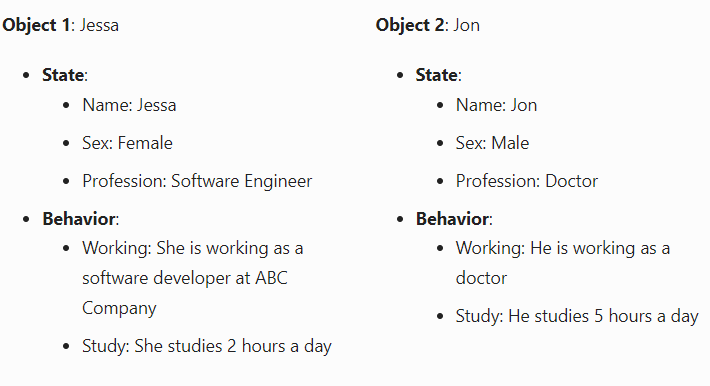 Object 1: Jessa
State:
Name: Jessa
Sex: Female
Profession: Software Engineer
Behavior:
Working: She is working as a
software developer at ABC
Company
Study: She studies 2 hours a day
Object 2: Jon
State:
Name: Jon
Sex: Male
Profession: Doctor
Behavior:
Working: He is working as a
doctor
Study: He studies 5 hours a day